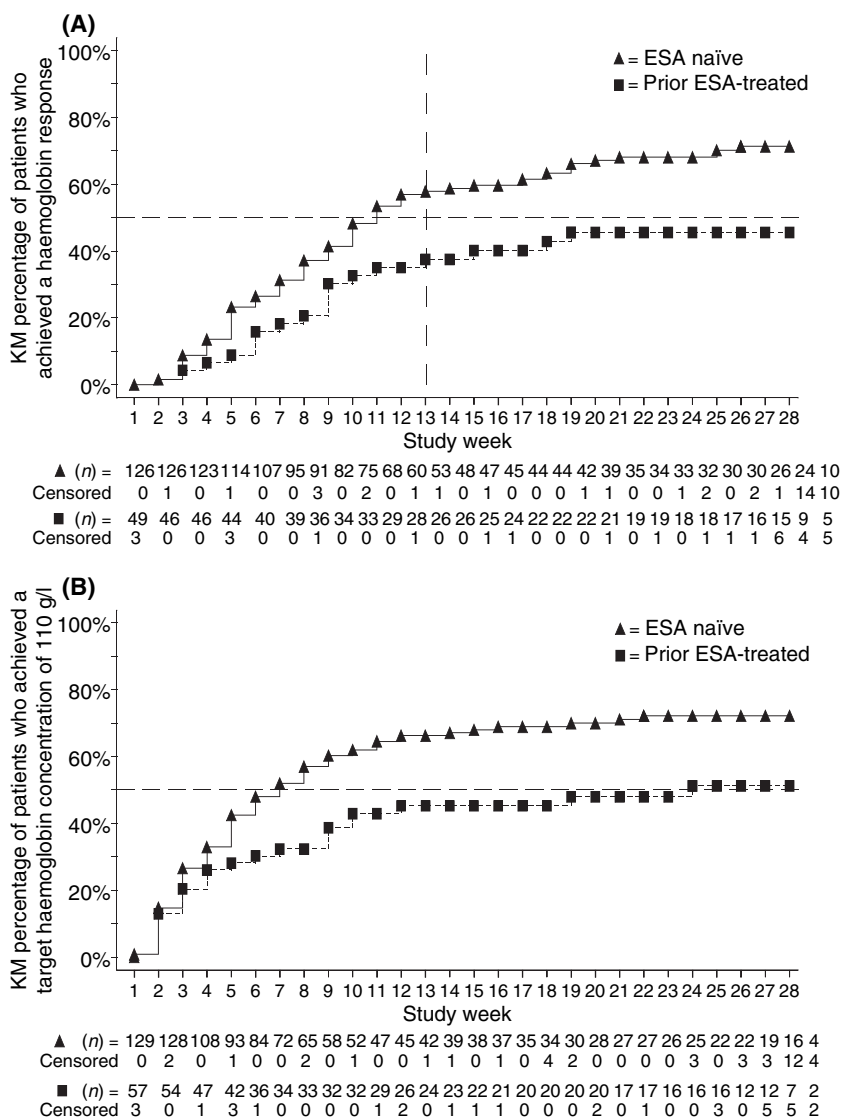 (A)
KM percentage of patients who
achieved a haemoglobin response
100%
80%
60%
40%
20%
0%
▲ = ESA naïve
■ = Prior ESA-treated
1 2 3 4 5 6 7 8 9 10 11 12 13 14 15 16 17 18 19 20 21 22 23 24 25 26 27 28
Study week
▲ (n) = 126 126 123 114 107 95 91 82 75 68 60 53 48 47 45 44 44 42 39 35 34 33 32 30 30 26 24 10
Censored 0 1 0 1 0 0 3 0 2 0 1 1 0 1 0 0 0 1 1 0 0 1 2 0 2 1 14 10
■ (n) = 49 46 46 44 40 39 36 34 33 29 28 26 26 25 24 22 22 22 21 19 19 18 18 17 16 15 9 5
Censored 3 0 0 3 0 0 1 0 0 0 1 0 0 1 1 0 0 0 1 0 1 0 1 1 1 6 4 5
(B)
KM percentage of patients who achieved a
target haemoglobin concentration of 110 g/l
100%
80%
60%
40%
20%
0%
▲ = ESA naïve
■ = Prior ESA-treated
1 2 3 4 5 6 7 8 9 10 11 12 13 14 15 16 17 18 19 20 21 22 23 24 25 26 27 28
Study week
▲ (n) = 129 128 108 93 84 72 65 58 52 47 45 42 39 38 37 35 34 30 28 27 27 26 25 22 22 19 16 4
Censored 0 2 0 1 0 0 2 0 1 0 0 1 1 1 1 0 4 2 0 0 0 0 3 0 3 3 12 4
■ (n) = 57 54 47 42 36 34 33 32 32 29 26 24 23 22 21 20 20 20 20 17 17 16 16 16 12 12 7 2
Censored 3 0 1 3 1 0 0 0 0 1 2 0 1 1 1 0 0 0 2 0 1 0 0 3 0 5 5 2